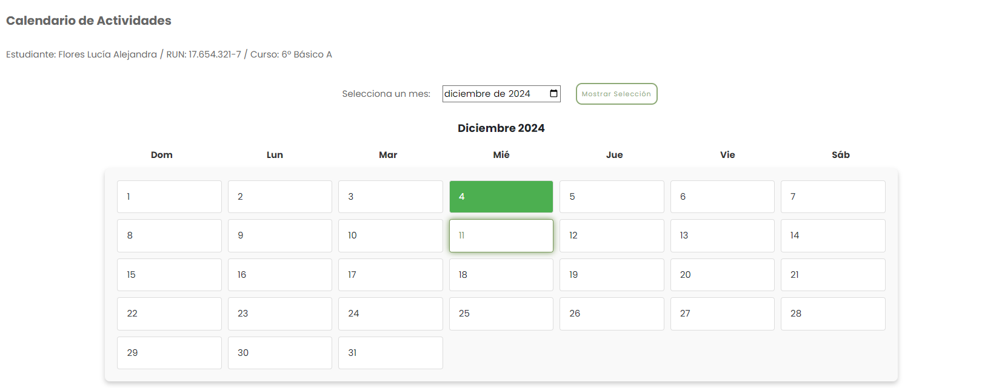 Calendario de Actividades
Estudiante: Flores Lucía Alejandra / RUN: 17.654.321-7 / Curso: 6º Básico A
Selecciona un mes: diciembre de 2024 Mostrar Selección
Diciembre 2024
Dom Lun Mar Mié Jue Vie Sáb
1 2 3 4 5 6 7
8 9 10 11 12 13 14
15 16 17 18 19 20 21
22 23 24 25 26 27 28
29 30 31